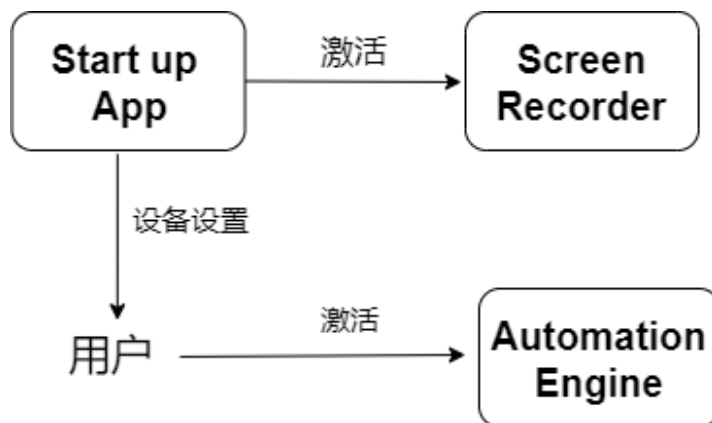 Start up
App
激活
Screen
Recorder
设备设置
用户
激活
Automation
Engine